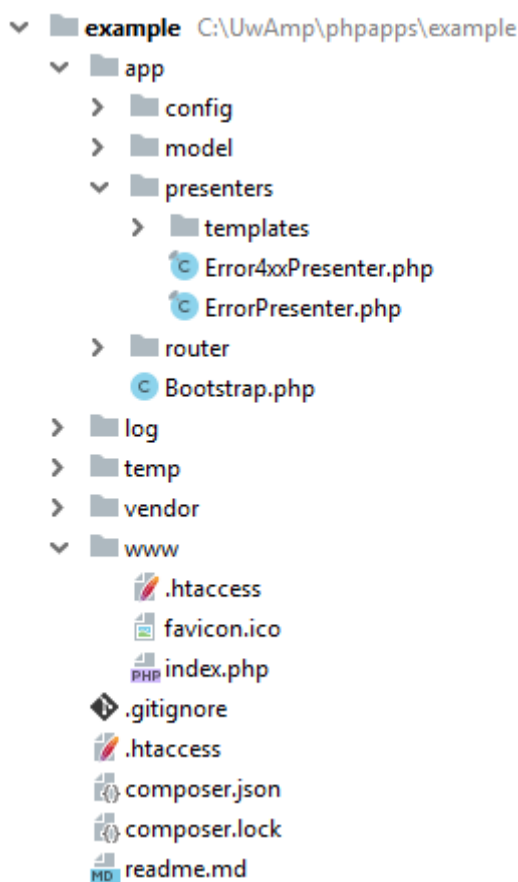 example C:\UwAmp\phpapps\example
app
config
model
presenters
templates
C Error4xxPresenter.php
C ErrorPresenter.php
router
C Bootstrap.php
log
temp
vendor
www
.htaccess
favicon.ico
PHP index.php
.gitignore
.htaccess
composer.json
composer.lock
MD readme.md